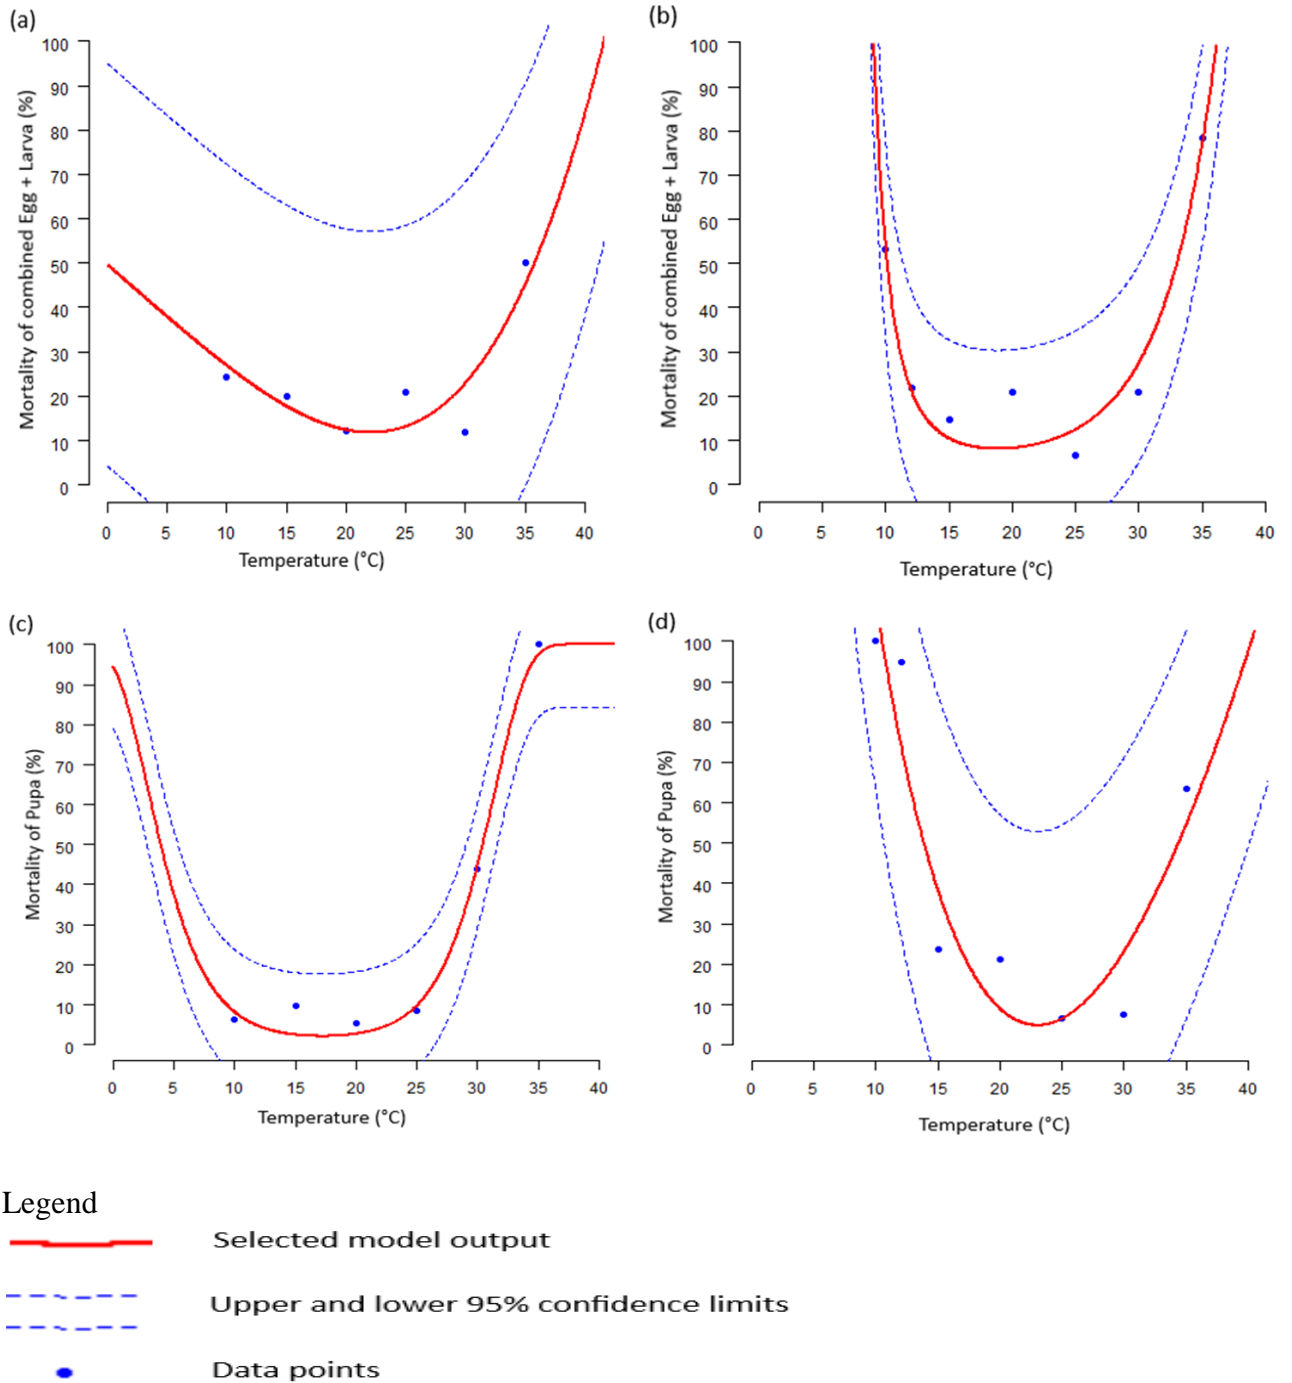 (a)
Mortality of combined Egg + Larva (%)
100
90
80
70
60
50
40
30
20
10
0
0 5 10 15 20 25 30 35 40
Temperature (°C)
(b)
Mortality of combined Egg + Larva (%)
100
90
80
70
60
50
40
30
20
10
0
0 5 10 15 20 25 30 35 40
Temperature (°C)
(c)
Mortality of Pupa (%)
100
90
80
70
60
50
40
30
20
10
0
0 5 10 15 20 25 30 35 40
Temperature (°C)
(d)
Mortality of Pupa (%)
100
90
80
70
60
50
40
30
20
10
0
0 5 10 15 20 25 30 35 40
Temperature (°C)
Legend
Selected model output
Upper and lower 95% confidence limits
Data points